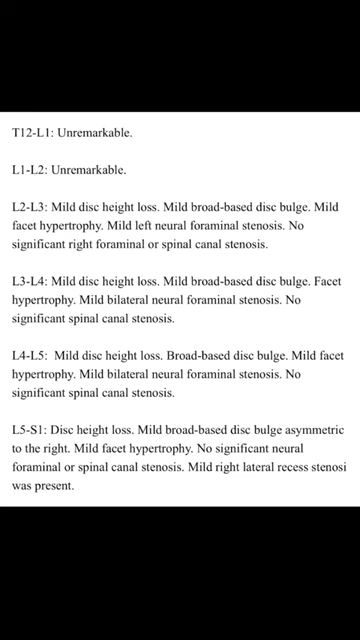 T12-L1: Unremarkable.
L1-L2: Unremarkable.
L2-L3: Mild disc height loss. Mild broad-based disc bulge. Mild
facet hypertrophy. Mild left neural foraminal stenosis. No
significant right foraminal or spinal canal stenosis.
L3-L4: Mild disc height loss. Mild broad-based disc bulge. Facet
hypertrophy. Mild bilateral neural foraminal stenosis. No
significant spinal canal stenosis.
L4-L5: Mild disc height loss. Broad-based disc bulge. Mild facet
hypertrophy. Mild bilateral neural foraminal stenosis. No
significant spinal canal stenosis.
L5-S1: Disc height loss. Mild broad-based disc bulge asymmetric
to the right. Mild facet hypertrophy. No significant neural
foraminal or spinal canal stenosis. Mild right lateral recess stenosi
was present.